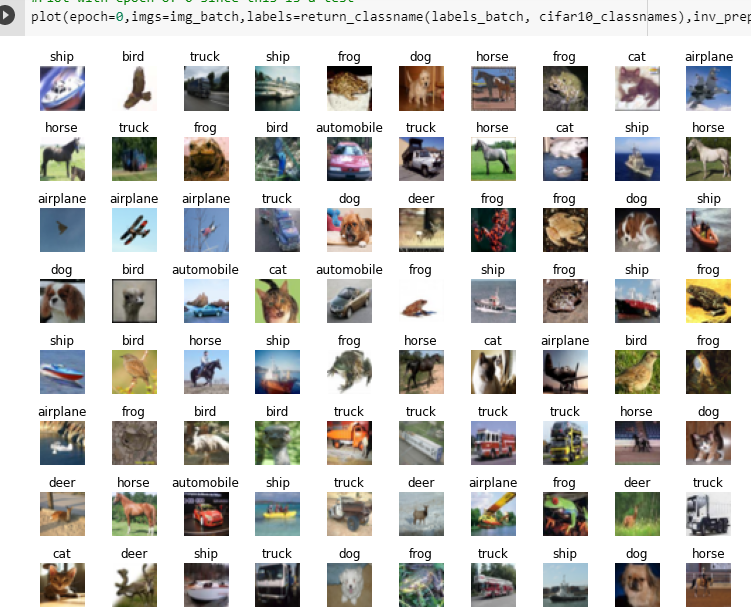 #Plot with epoch of 0 since this is a test
plot(epoch=0,imgs=img_batch,labels=return_classname(labels_batch, cifar10_classnames),inv_prep
ship bird truck ship frog dog horse frog cat airplane
horse truck frog bird automobile truck horse cat ship horse
airplane airplane airplane truck dog deer frog frog dog ship
dog bird automobile cat automobile frog ship frog ship frog
ship bird horse ship frog horse cat airplane bird frog
airplane frog bird bird truck truck truck truck horse dog
deer horse automobile ship truck deer airplane frog deer truck
cat deer ship truck dog frog truck ship dog horse